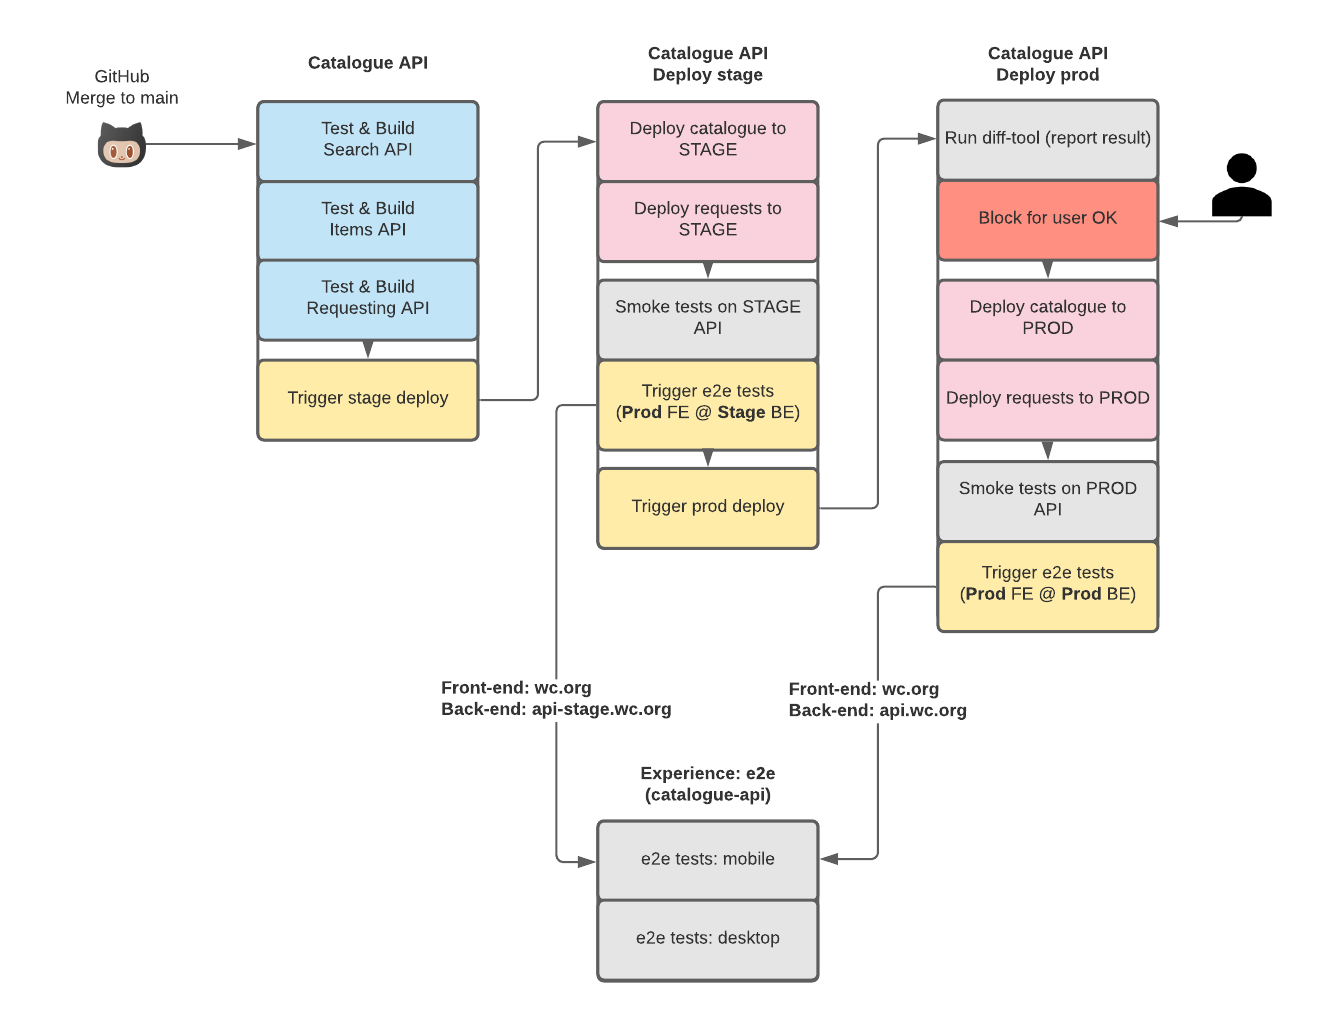 GitHub
Merge to main
Catalogue API
Test & Build
Search API
Test & Build
Items API
Test & Build
Requesting API
Trigger stage deploy
Catalogue API
Deploy stage
Deploy catalogue to
STAGE
Deploy requests to
STAGE
Smoke tests on STAGE
API
Trigger e2e tests
(Prod FE @ Stage BE)
Trigger prod deploy
Catalogue API
Deploy prod
Run diff-tool (report result)
Block for user OK
Deploy catalogue to
PROD
Deploy requests to PROD
Smoke tests on PROD
API
Trigger e2e tests
(Prod FE @ Prod BE)
Front-end: wc.org
Back-end: api-stage.wc.org
Front-end: wc.org
Back-end: api.wc.org
Experience: e2e
(catalogue-api)
e2e tests: mobile
e2e tests: desktop